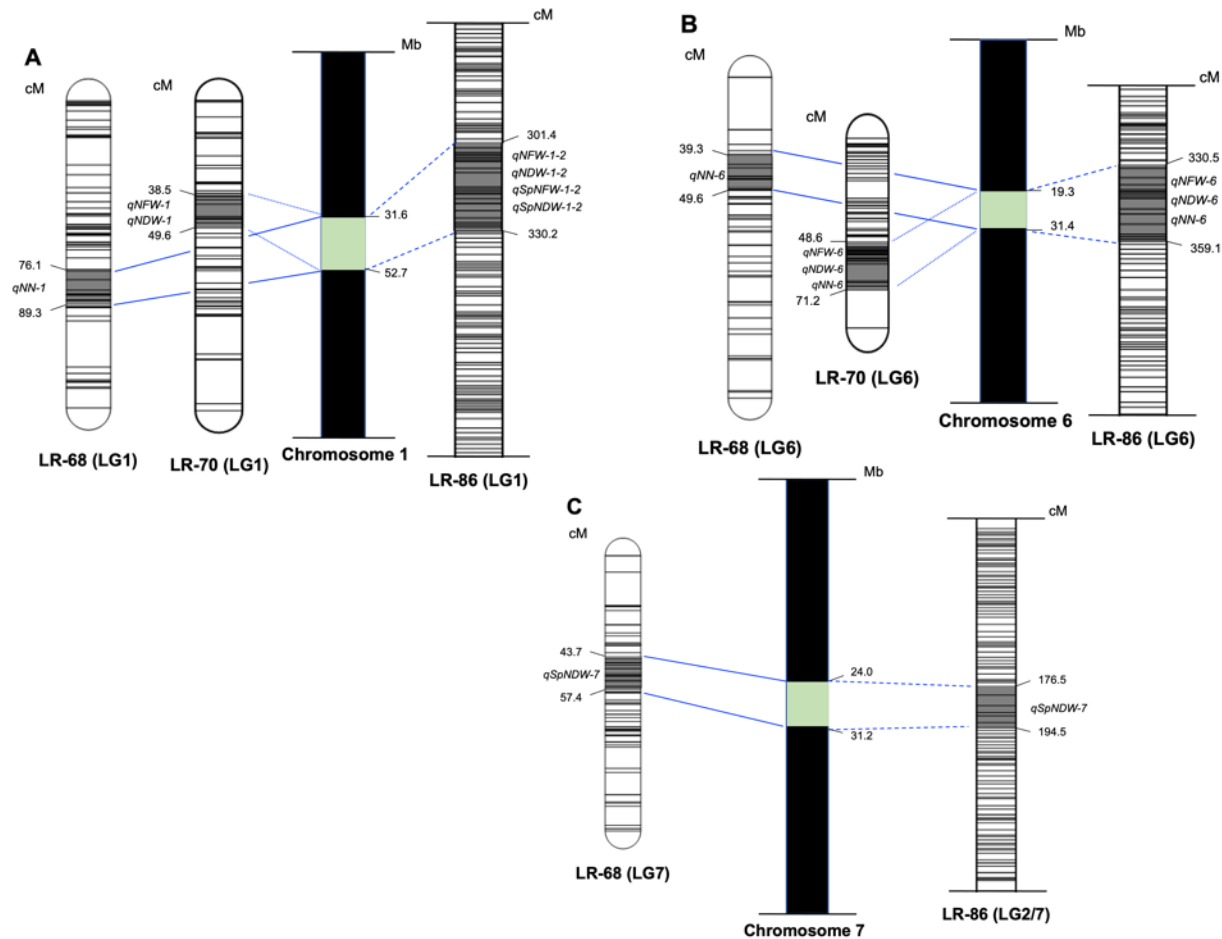 A
cM
cM
Mb
cM
38.5
qNFW-1
qNDW-1
49.6
76.1
qNN-1
89.3
31.6
52.7
301.4
qNFW-1-2
qNDW-1-2
qSpNFW-1-2
qSpNDW-1-2
330.2
LR-68 (LG1)
LR-70 (LG1)
Chromosome 1
LR-86 (LG1)
B
cM
cM
Mb
cM
39.3
qNN-6
49.6
48.6
qNFW-6
qNDW-6
qNN-6
71.2
19.3
31.4
330.5
qNFW-6
qNDW-6
qNN-6
359.1
LR-68 (LG6)
LR-70 (LG6)
Chromosome 6
LR-86 (LG6)
C
cM
Mb
cM
43.7
qSpNDW-7
57.4
24.0
31.2
176.5
qSpNDW-7
194.5
LR-68 (LG7)
Chromosome 7
LR-86 (LG2/7)